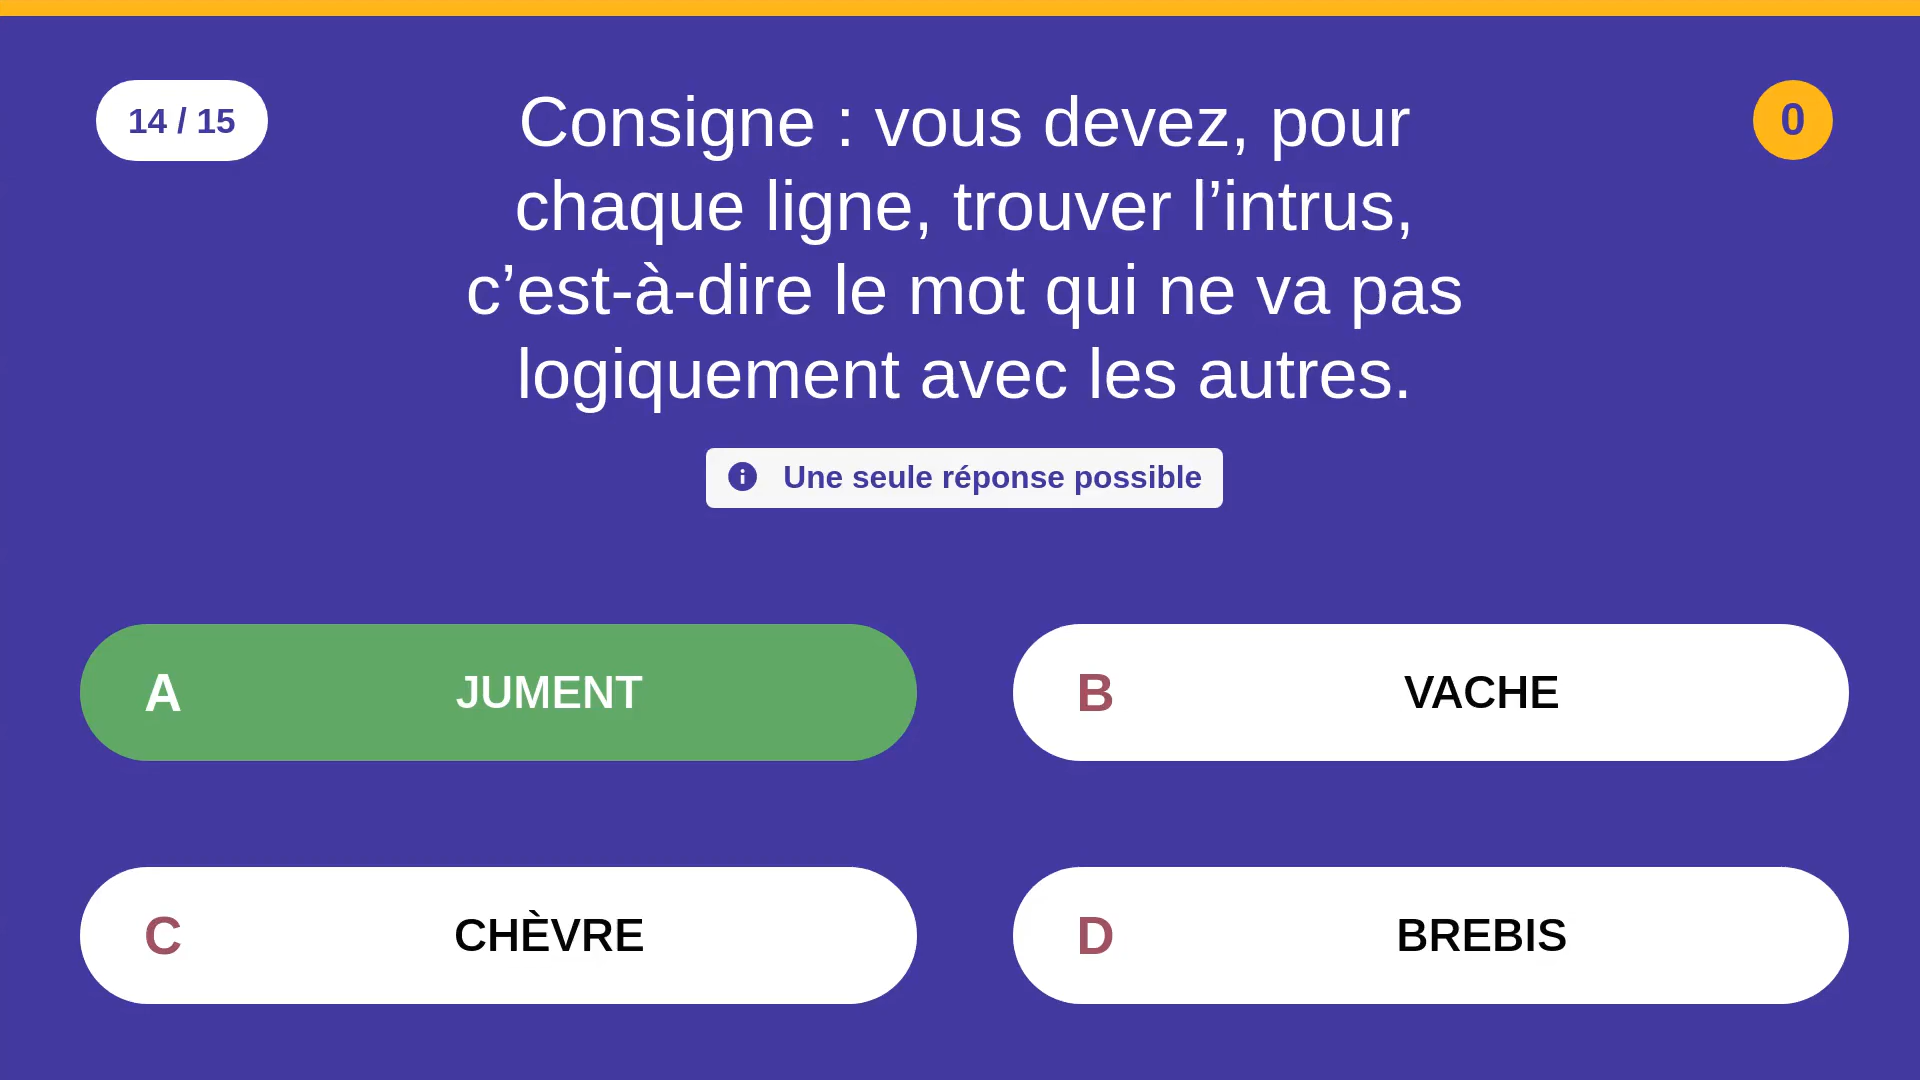 14 / 15
Consigne : vous devez, pour
chaque ligne, trouver l’intrus,
c’est-à-dire le mot qui ne va pas
logiquement avec les autres.
0
Une seule réponse possible
A JUMENT
B VACHE
C CHÈVRE
D BREBIS